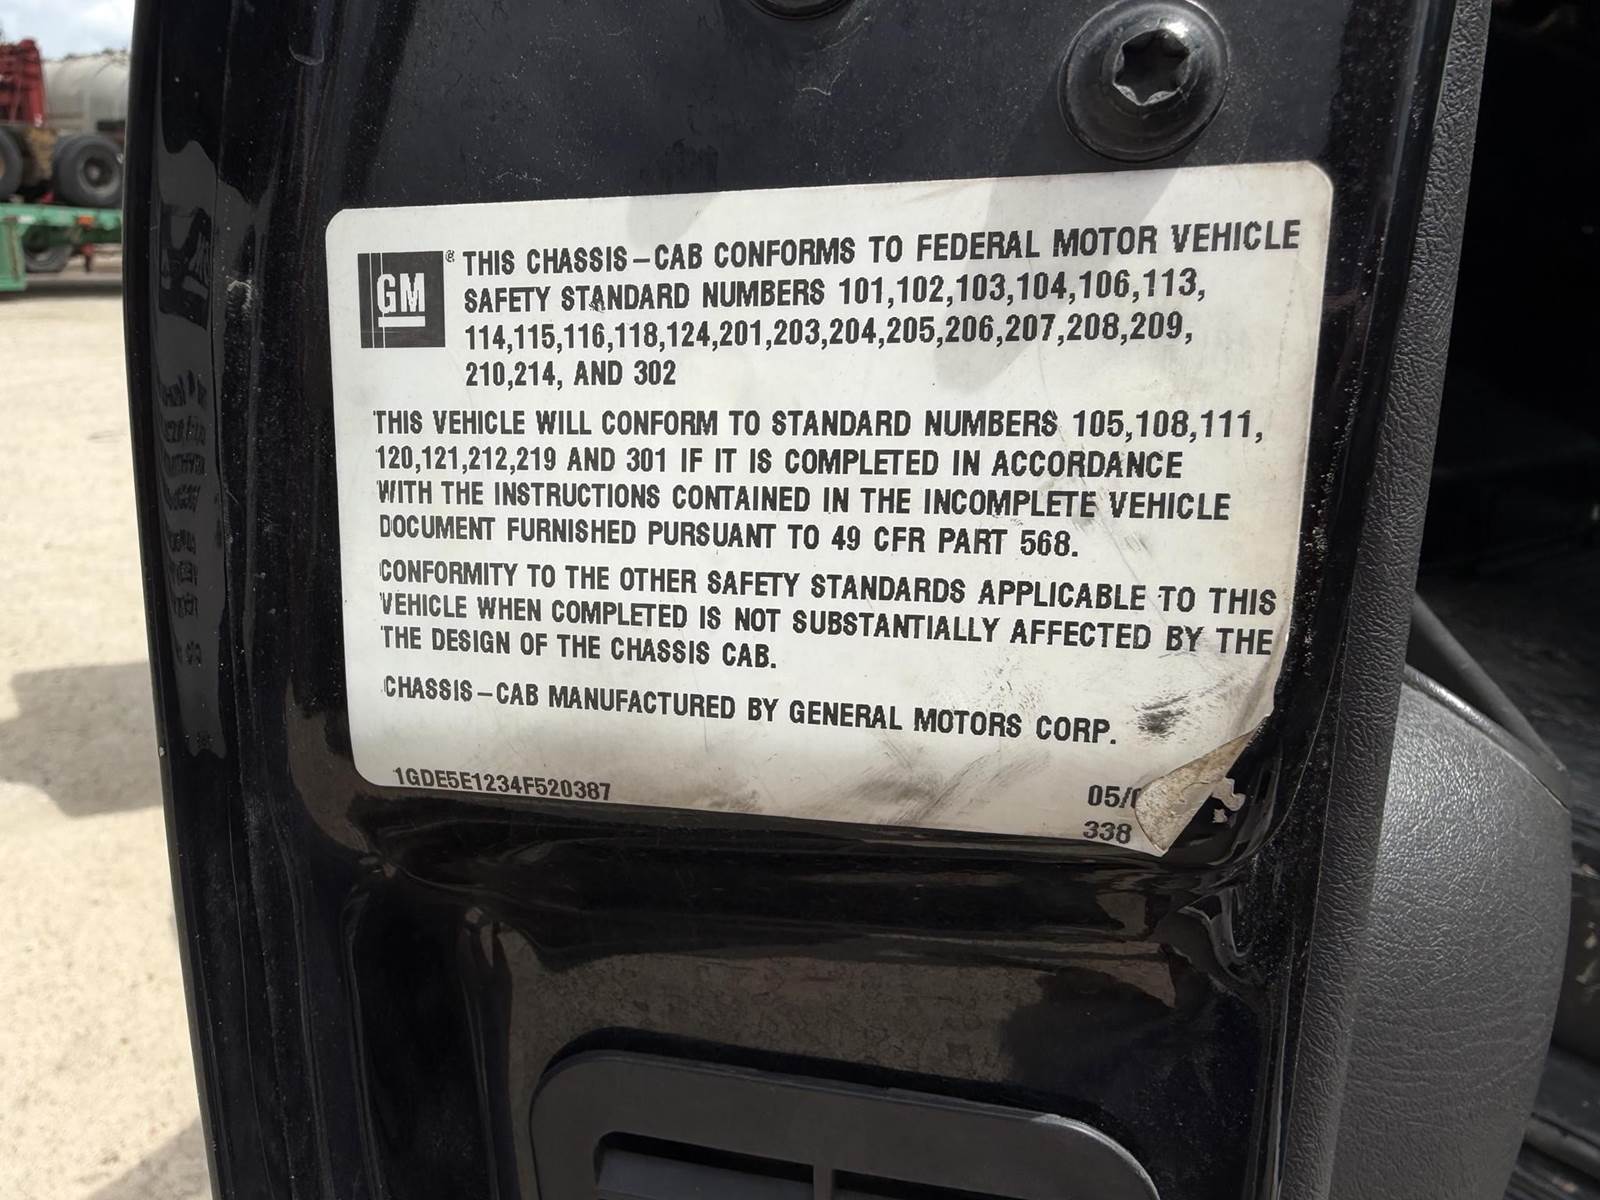 GM ® THIS CHASSIS-CAB CONFORMS TO FEDERAL MOTOR VEHICLE
SAFETY STANDARD NUMBERS 101,102,103,104,106,113,
114,115,116,118,124,201,203,204,205,206,207,208,209,
210,214, AND 302
THIS VEHICLE WILL CONFORM TO STANDARD NUMBERS 105,108,111,
120,121,212,219 AND 301 IF IT IS COMPLETED IN ACCORDANCE
WITH THE INSTRUCTIONS CONTAINED IN THE INCOMPLETE VEHICLE
DOCUMENT FURNISHED PURSUANT TO 49 CFR PART 568.
CONFORMITY TO THE OTHER SAFETY STANDARDS APPLICABLE TO THIS
VEHICLE WHEN COMPLETED IS NOT SUBSTANTIALLY AFFECTED BY THE
THE DESIGN OF THE CHASSIS CAB.
CHASSIS-CAB MANUFACTURED BY GENERAL MOTORS CORP.
1GDE5E1234F520387 05/
338